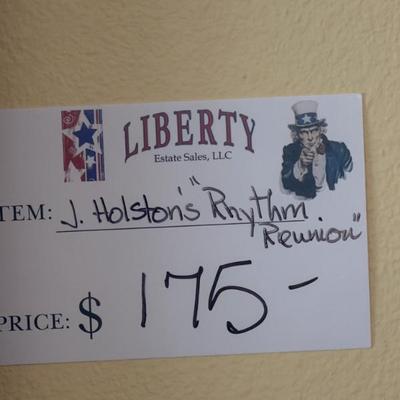 LIBERTY
Estate Sales, LLC
TEM: J. Holston's "Rhythm
Reunion"
PRICE: $ 175-